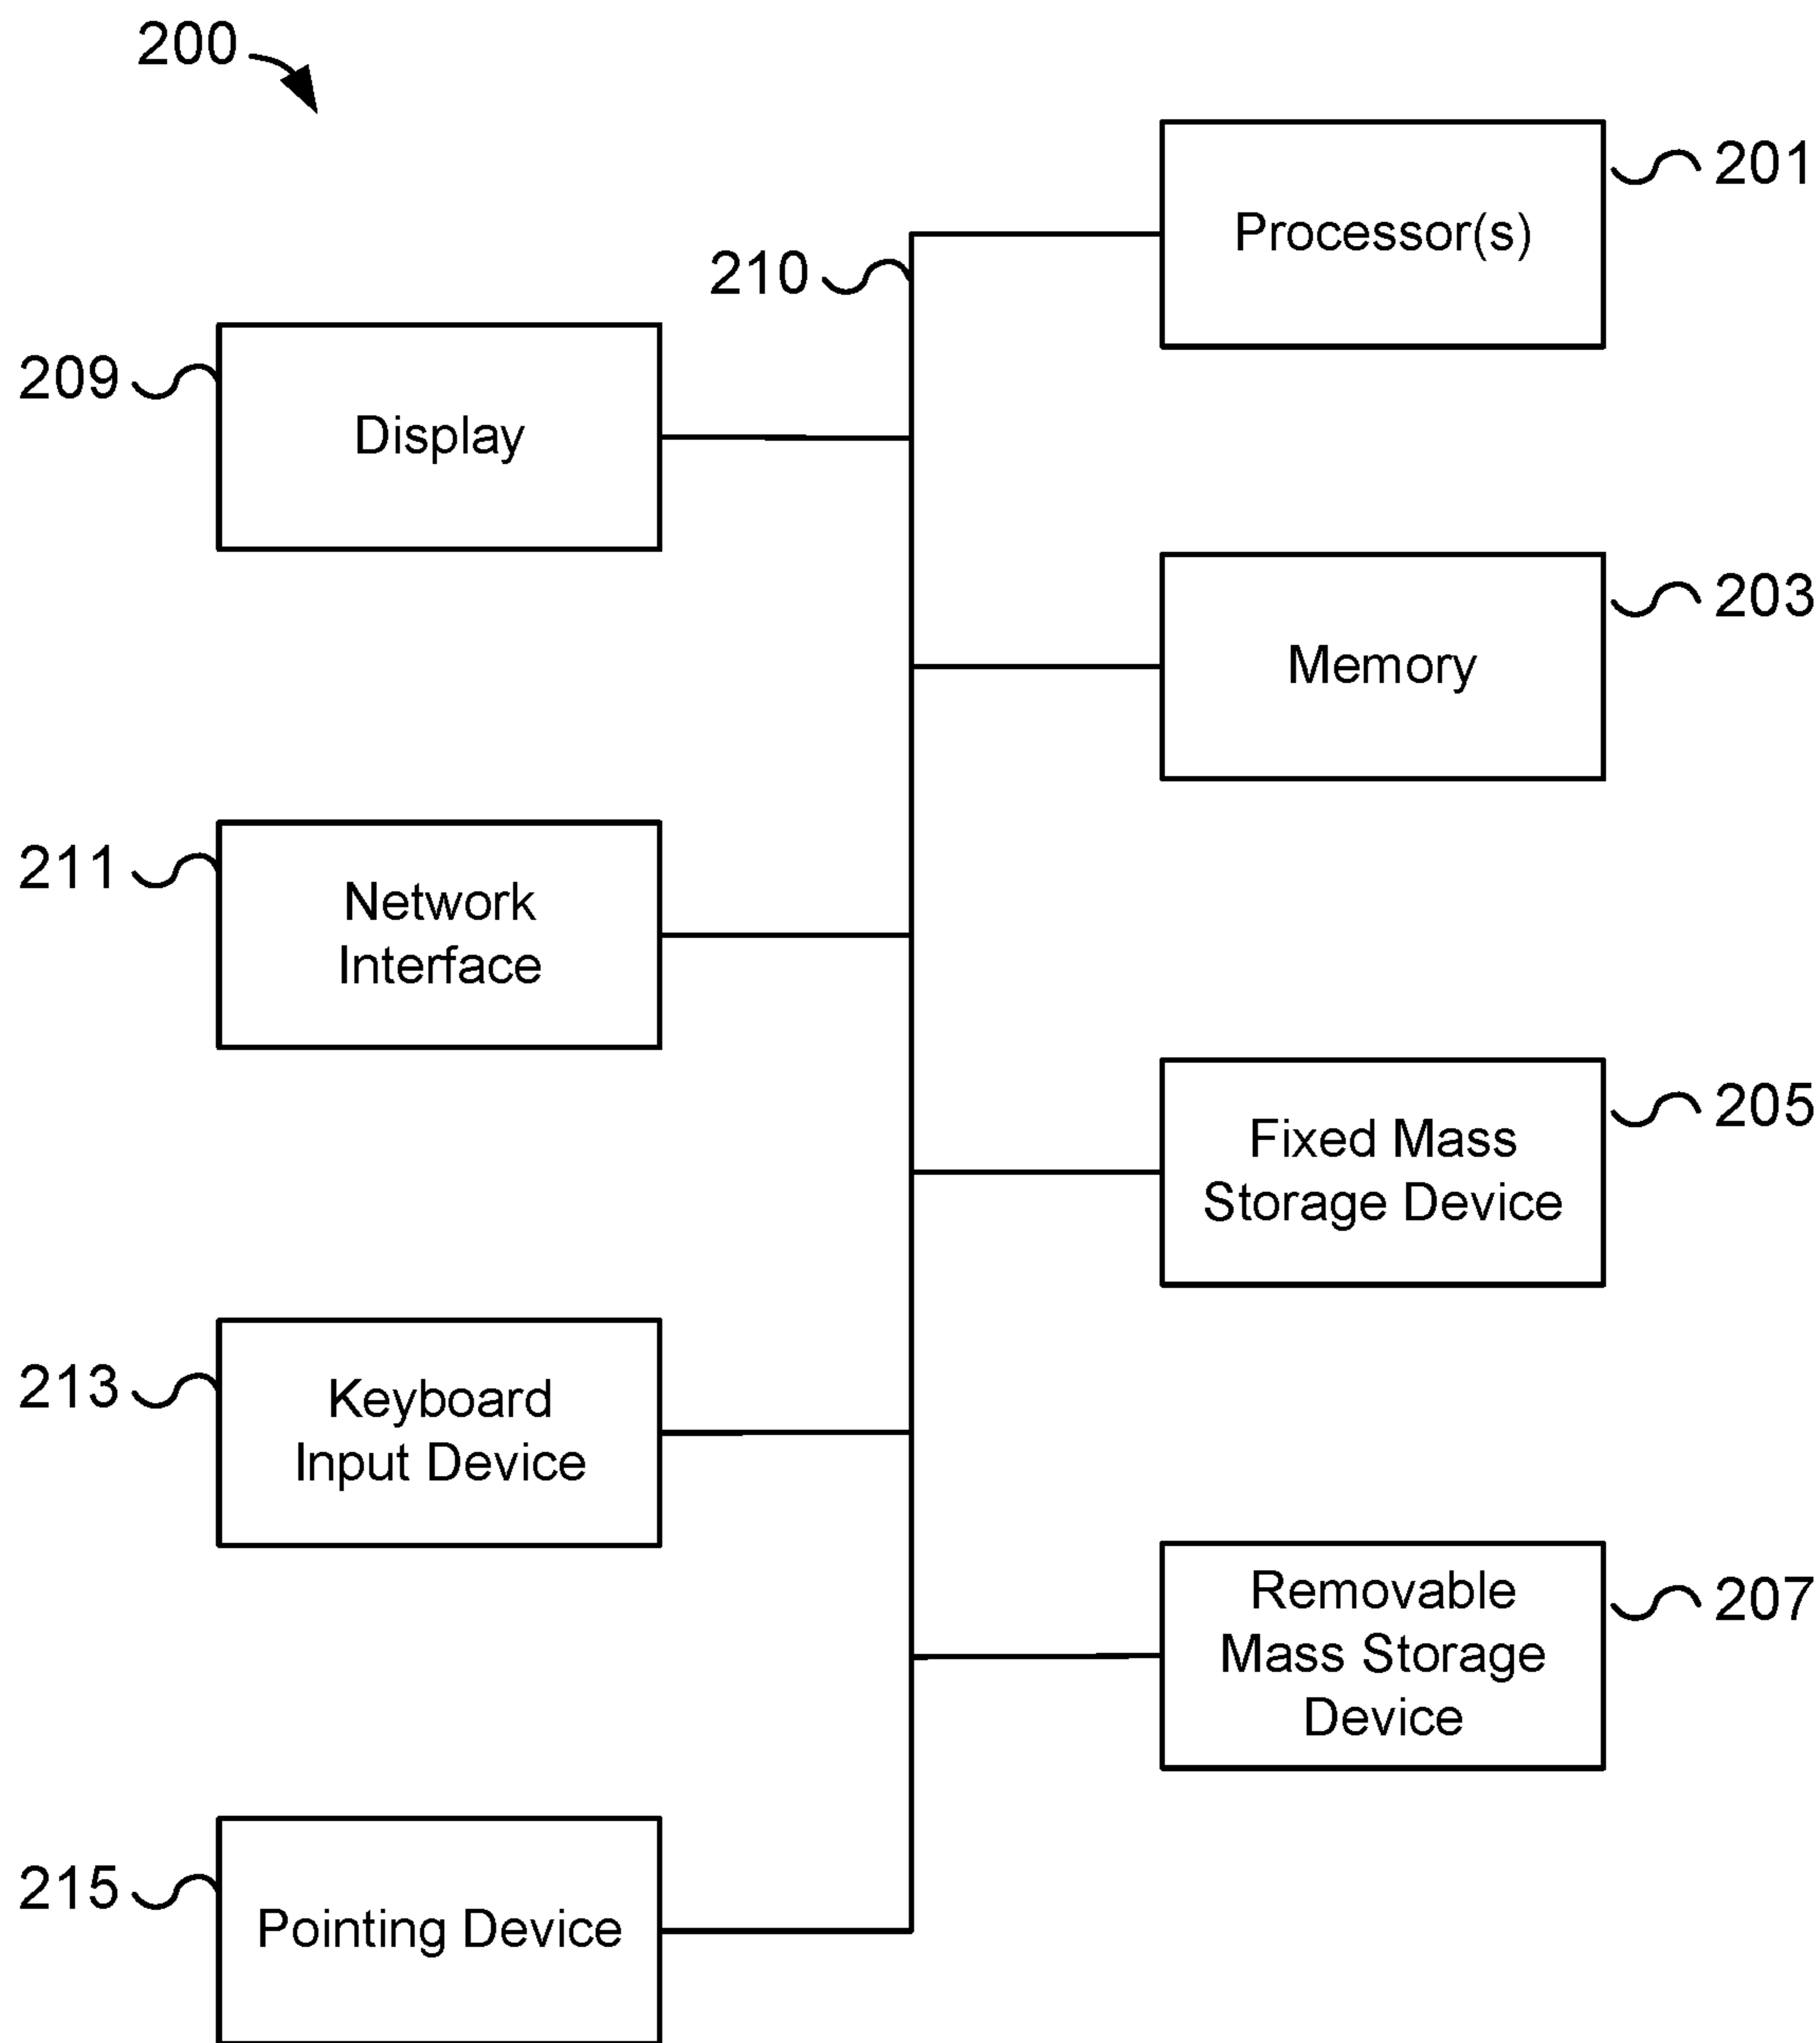 200
201
Processor(s)
210
209
Display
203
Memory
211
Network
Interface
205
Fixed Mass
Storage Device
213
Keyboard
Input Device
207
Removable
Mass Storage
Device
215
Pointing Device